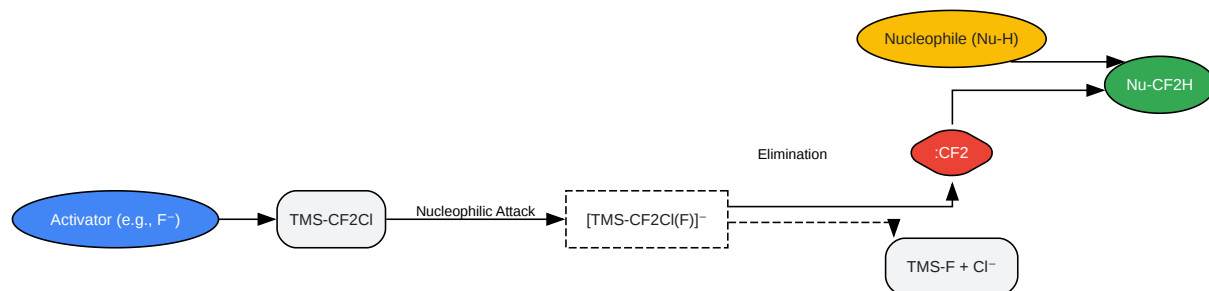 Nucleophile (Nu-H)
Nu-CF2H
Elimination
:CF2
Activator (e.g., F⁻)
TMS-CF2Cl
Nucleophilic Attack
[TMS-CF2Cl(F)]⁻
TMS-F + Cl⁻